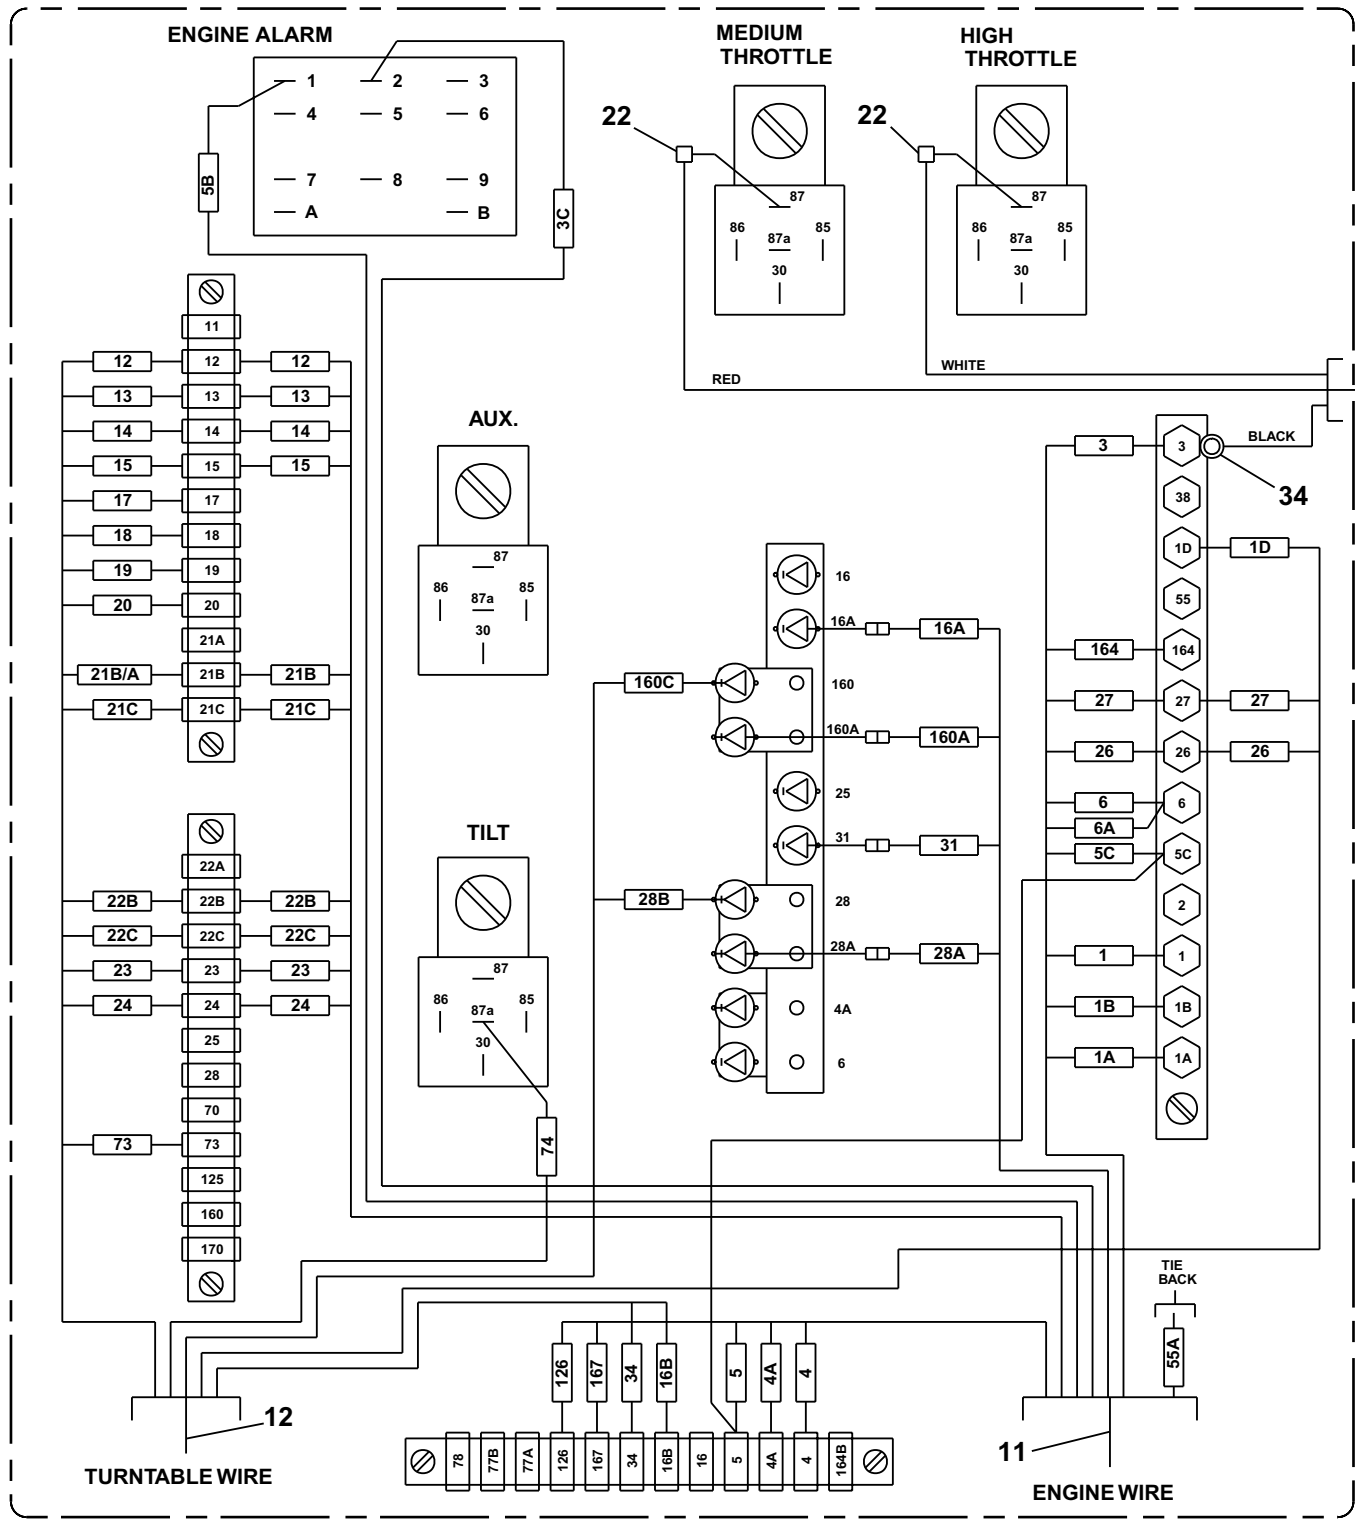 ENGINE ALARM
MEDIUM
THROTTLE
HIGH
THROTTLE
1 2 3
4 5 6
7 8 9
A B
5B
3C
22
87
86 87a 85
30
22
87
86 87a 85
30
WHITE
RED
BLACK
34
11
12 12 12
13 13 13
14 14 14
15 15 15
17 17
18 18
19 19
20 20
21A
21B/A 21B 21B
21C 21C 21C
22A
22B 22B 22B
22C 22C 22C
23 23 23
24 24 24
25
28
70
73 73
125
160
170
AUX.
87
86 87a 85
30
TILT
87
86 87a 85
30
74
16
16A 16A
160C 160
160A 160A
25
31 31
28B 28
28A 28A
4A
6
3 3
38
1D 1D
55
164 164
27 27 27
26 26 26
6 6
6A
5C 5C
2
1 1
1B 1B
1A 1A
TIE
BACK
55A
126 167 34 16B 5 4A 4
78 77B 77A 126 167 34 16B 16 5 4A 4 164B
12
TURNTABLE WIRE
11
ENGINE WIRE